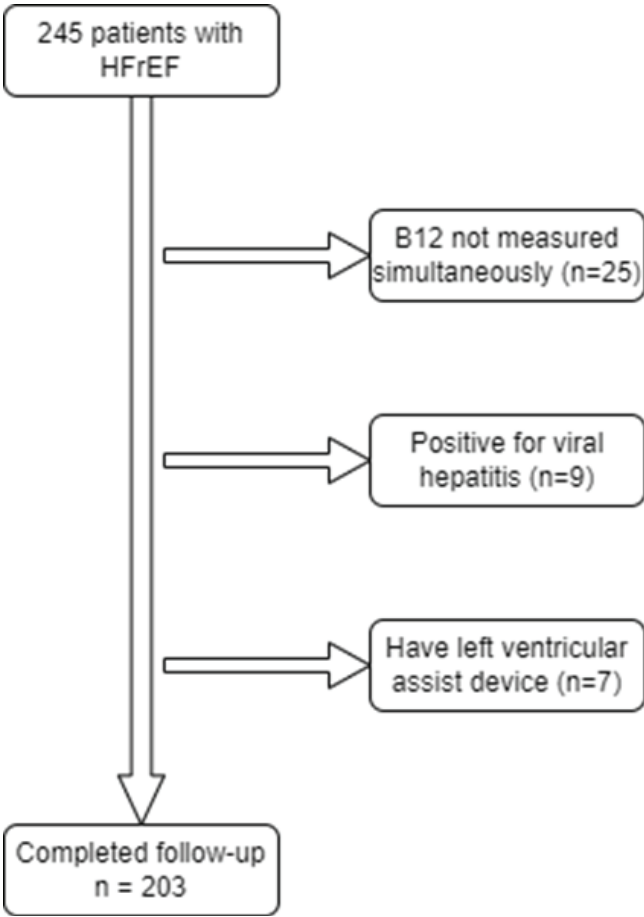 245 patients with
HFrEF
B12 not measured
simultaneously (n=25)
Positive for viral
hepatitis (n=9)
Have left ventricular
assist device (n=7)
Completed follow-up
n = 203